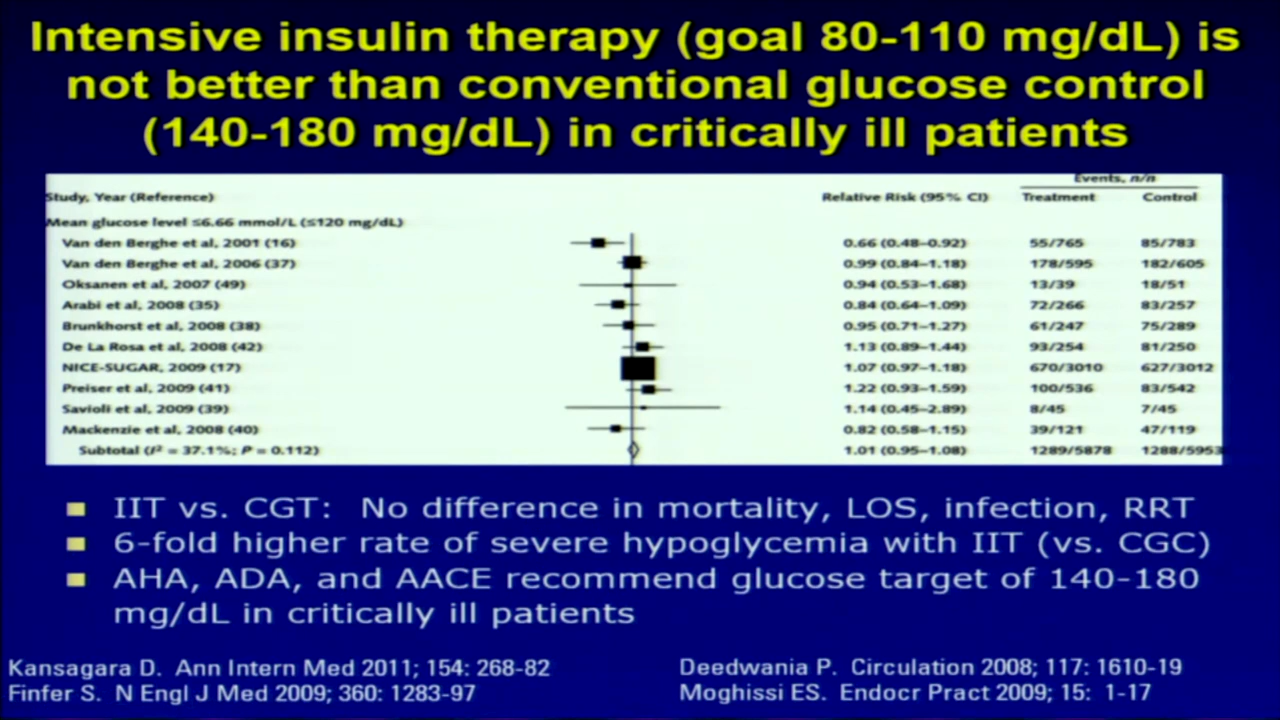 Intensive insulin therapy (goal 80-110 mg/dL) is
not better than conventional glucose control
(140-180 mg/dL) in critically ill patients
Events, n/n
Study, Year (Reference) Relative Risk (95% CI) Treatment Control
Mean glucose level ≤6.66 mmol/L (≤120 mg/dL)
Van den Berghe et al, 2001 (16) 0.66 (0.48–0.92) 55/765 85/783
Van den Berghe et al, 2006 (37) 0.99 (0.84–1.18) 178/595 182/605
Oksanen et al, 2007 (49) 0.94 (0.53–1.68) 13/39 18/51
Arabi et al, 2008 (35) 0.84 (0.64–1.09) 72/266 83/257
Brunkhorst et al, 2008 (38) 0.95 (0.71–1.27) 61/247 75/289
De La Rosa et al, 2008 (42) 1.13 (0.89–1.44) 93/254 81/250
NICE-SUGAR, 2009 (17) 1.07 (0.97–1.18) 670/3010 627/3012
Preiser et al, 2009 (41) 1.22 (0.93–1.59) 100/536 83/542
Savioli et al, 2009 (39) 1.14 (0.45–2.89) 8/45 7/45
Mackenzie et al, 2008 (40) 0.82 (0.58–1.15) 39/121 47/119
Subtotal (I² = 37.1%; P = 0.112) 1.01 (0.95–1.08) 1289/5878 1288/5953
IIT vs. CGT: No difference in mortality, LOS, infection, RRT
6-fold higher rate of severe hypoglycemia with IIT (vs. CGC)
AHA, ADA, and AACE recommend glucose target of 140-180
mg/dL in critically ill patients
Kansagara D. Ann Intern Med 2011; 154: 268-82
Finfer S. N Engl J Med 2009; 360: 1283-97
Deedwania P. Circulation 2008; 117: 1610-19
Moghissi ES. Endocr Pract 2009; 15: 1-17